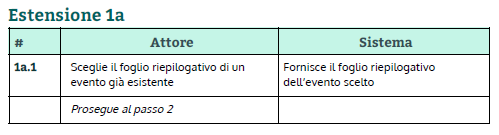 Estensione 1a
# Attore Sistema
1a.1 Sceglie il foglio riepilogativo di un Fornisce il foglio riepilogativo
evento già esistente dell'evento scelto
Prosegue al passo 2